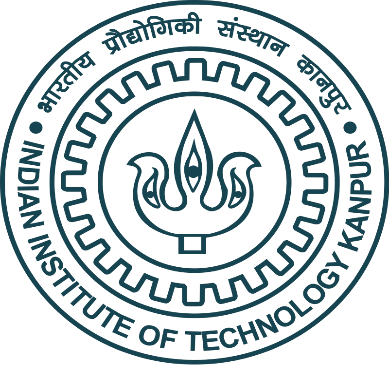 भारतीय प्रौद्योगिकी संस्थान कानपुर
INDIAN INSTITUTE OF TECHNOLOGY KANPUR